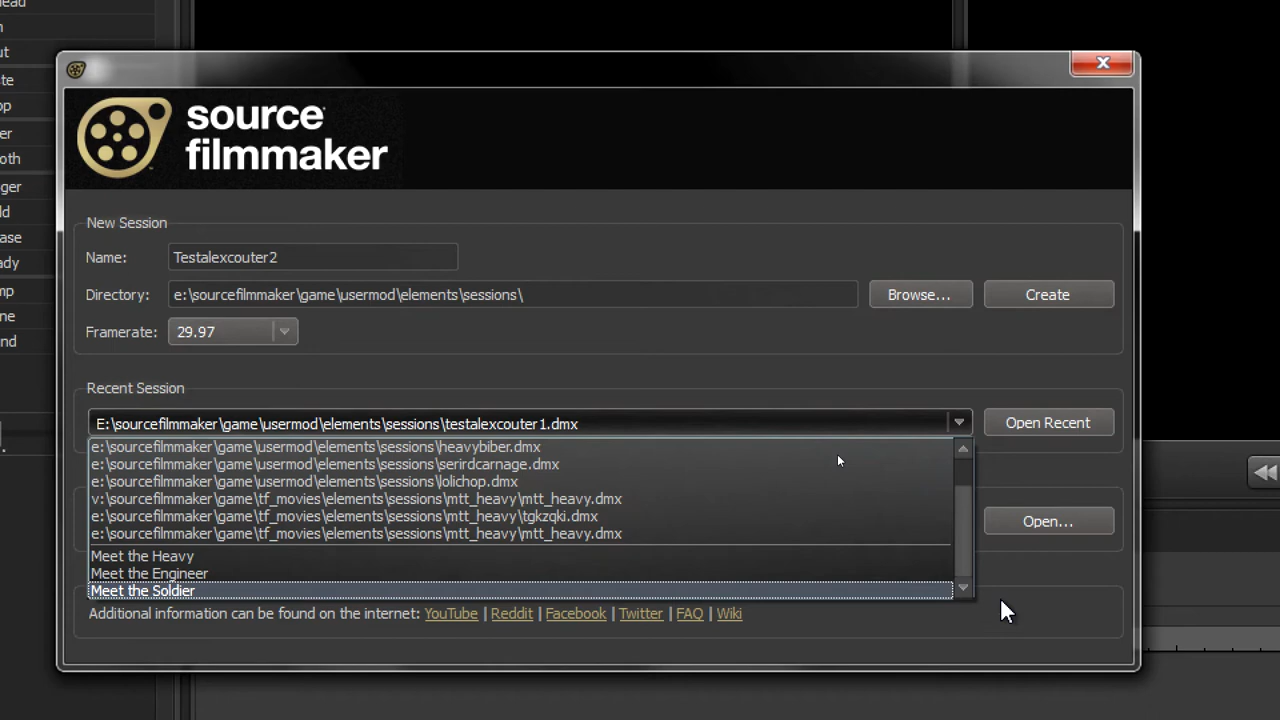 source
filmmaker
New Session
Name: Testalexcouter2
Directory: e:\sourcefilmmaker\game\usermod\elements\sessions\ Browse... Create
Framerate: 29.97
Recent Session
E:\sourcefilmmaker\game\usermod\elements\sessions\testalexcouter1.dmx Open Recent
e:\sourcefilmmaker\game\usermod\elements\sessions\heavybiber.dmx
e:\sourcefilmmaker\game\usermod\elements\sessions\serirdcarnage.dmx
e:\sourcefilmmaker\game\usermod\elements\sessions\lolichop.dmx
v:\sourcefilmmaker\game\tf_movies\elements\sessions\mtt_heavy\mtt_heavy.dmx
e:\sourcefilmmaker\game\tf_movies\elements\sessions\mtt_heavy\tgkzqki.dmx
Open...
e:\sourcefilmmaker\game\tf_movies\elements\sessions\mtt_heavy\mtt_heavy.dmx
Meet the Heavy
Meet the Engineer
Meet the Soldier
Additional information can be found on the internet: YouTube | Reddit | Facebook | Twitter | FAQ | Wiki